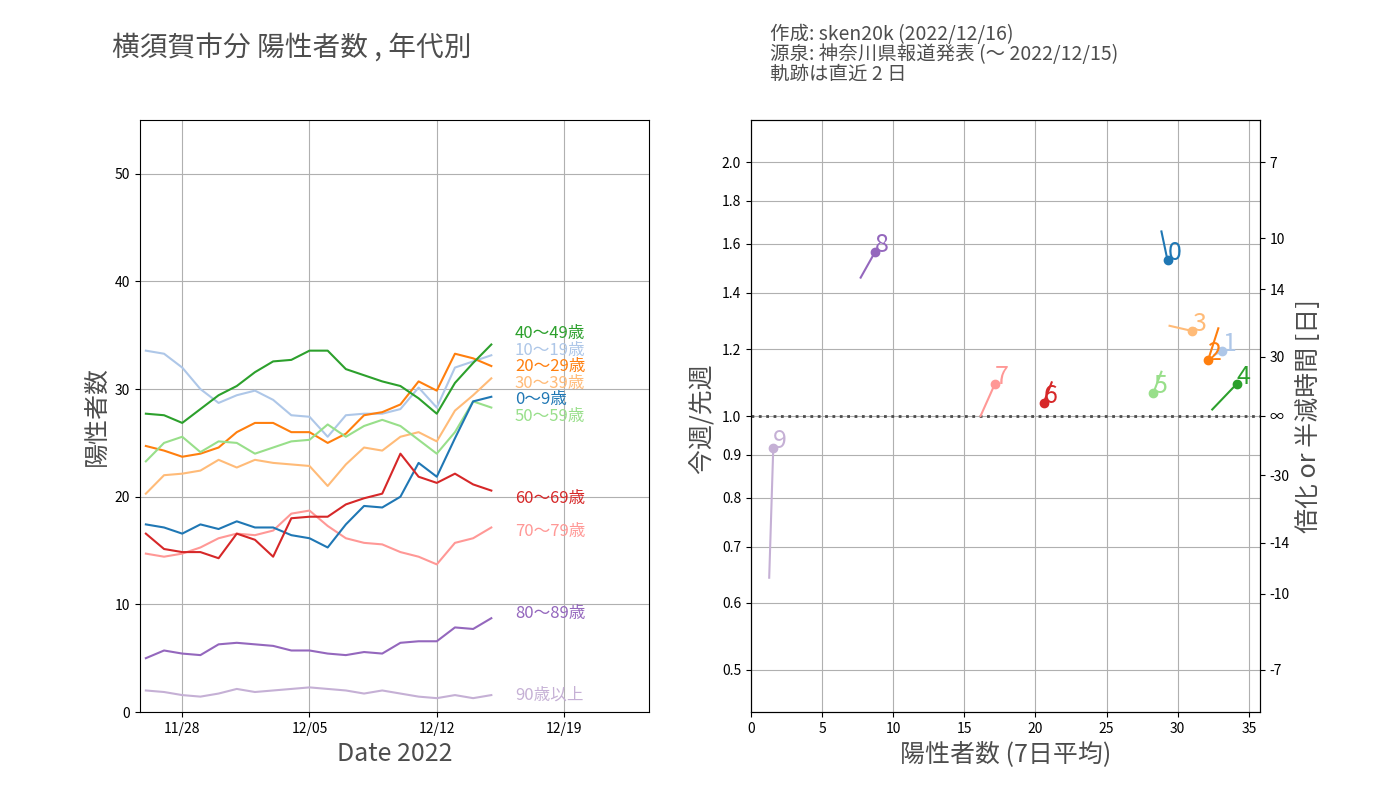 横須賀市分 陽性者数 , 年代別
作成: sken20k (2022/12/16)
源泉: 神奈川県報道発表 (〜 2022/12/15)
軌跡は直近 2 日
陽性者数
50
40
30
20
10
0
11/28
12/05
12/12
12/19
Date 2022
40〜49歳
10〜19歳
20〜29歳
30〜39歳
0〜9歳
50〜59歳
60〜69歳
70〜79歳
80〜89歳
90歳以上
今週/先週
2.0
1.8
1.6
1.4
1.2
1.0
0.9
0.8
0.7
0.6
0.5
8
0
3
1
2
7
4
5
6
9
0
5
10
15
20
25
30
35
陽性者数 (7日平均)
7
10
14
30
∞
-30
-14
-10
-7
倍化 or 半減時間 [日]